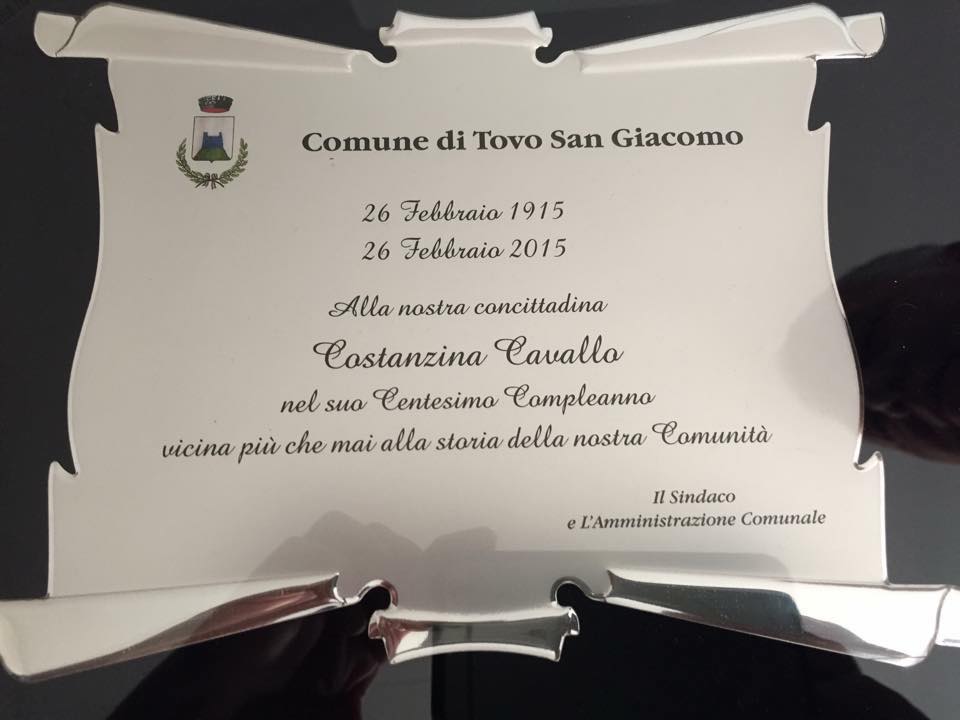 Comune di Tovo San Giacomo
26 Febbraio 1915
26 Febbraio 2015
Alla nostra concittadina
Costanzina Cavallo
nel suo Centesimo Compleanno
vicina più che mai alla storia della nostra Comunità
Il Sindaco
e L'Amministrazione Comunale